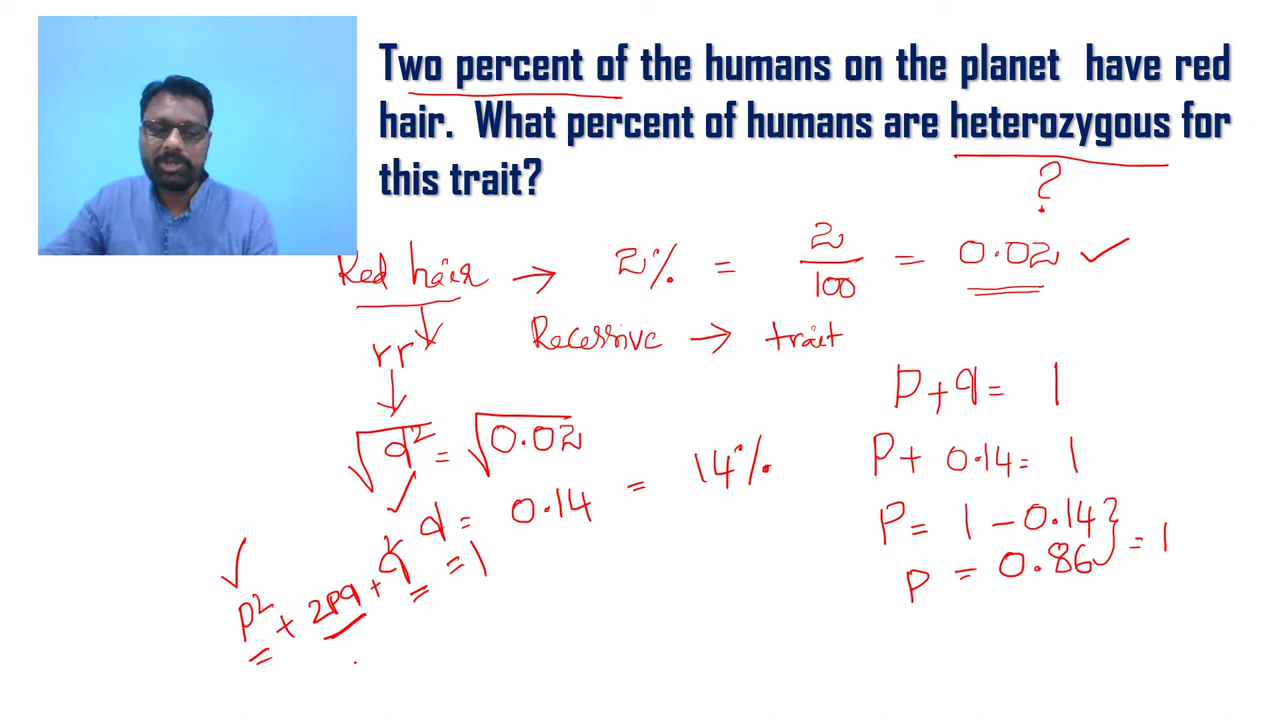 Two percent of the humans on the planet have red
hair. What percent of humans are heterozygous for
this trait?
?
Red hair → 2% = 2/100 = 0.02 ✓
rr Recessive → trait
p + q = 1
√q² = √0.02
p + 0.14 = 1
q = 0.14 = 14%
p = 1 - 0.14
p = 0.86 } = 1
✓
p² + 2pq + q² = 1